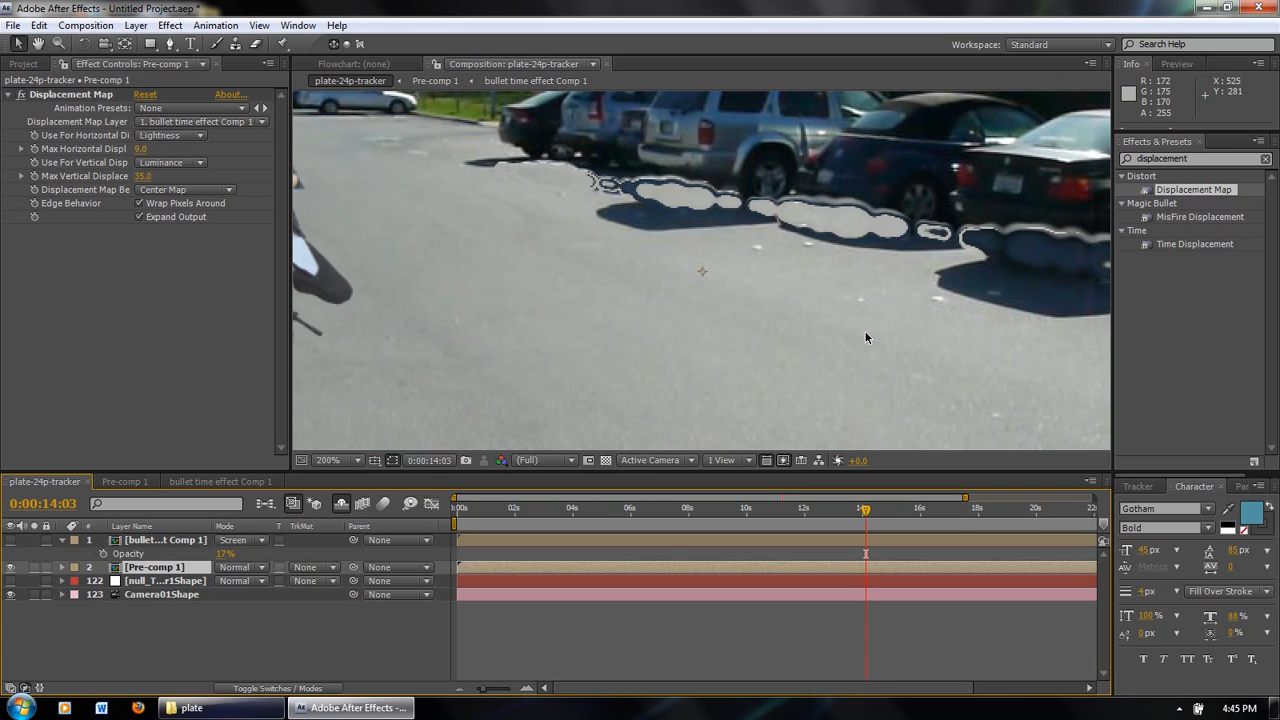 Adobe After Effects - Untitled Project.aep *
File Edit Composition Layer Effect Animation View Window Help
Workspace: Standard Search Help
Project Effect Controls: Pre-comp 1
plate-24p-tracker • Pre-comp 1
Displacement Map Reset About...
Animation Presets: None
Displacement Map Layer 1. bullet time effect Comp 1
Use For Horizontal Di Lightness
Max Horizontal Displ 9.0
Use For Vertical Disp Luminance
Max Vertical Displace 35.0
Displacement Map Be Center Map
Edge Behavior Wrap Pixels Around
Expand Output
Flowchart: (none) Composition: plate-24p-tracker
plate-24p-tracker Pre-comp 1 bullet time effect Comp 1
200% 0:00:14:03 (Full) Active Camera 1 View +0.0
Info Preview
R: 172 X: 525
G: 175 Y: 281
B: 170
A: 255
Effects & Presets
displacement
Distort
Displacement Map
Magic Bullet
MisFire Displacement
Time
Time Displacement
plate-24p-tracker Pre-comp 1 bullet time effect Comp 1
0:00:14:03
# Layer Name Mode T TrkMat Parent
:00s 02s 04s 06s 08s 10s 12s 14s 16s 18s 20s 22s
1 [bullet...t Comp 1] Screen None
Opacity 17%
2 [Pre-comp 1] Normal None None
122 [null_T...r1Shape] Normal None None
123 Camera01Shape None
Toggle Switches / Modes
Tracker Character Par
Gotham
Bold
45 px 85 px
Metrics 0
4 px Fill Over Stroke
100% 88 %
0 px 0 %
T T TT Tт T¹ T₁
plate Adobe After Effects - ... 4:45 PM